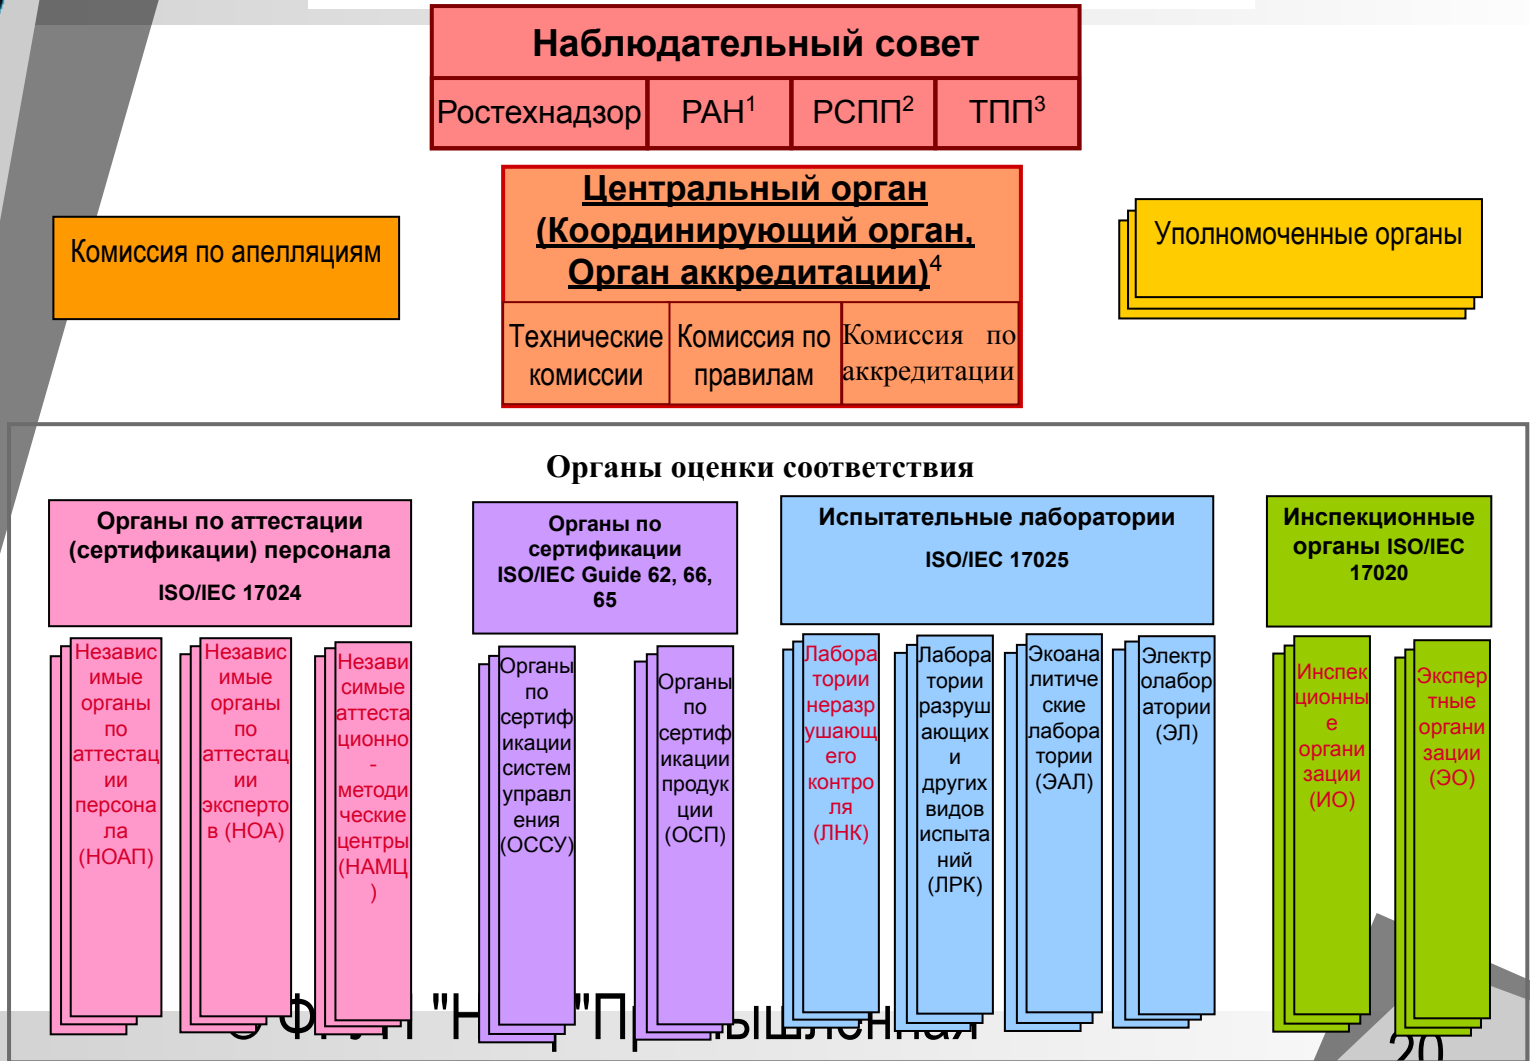 Наблюдательный совет
Ростехнадзор
РАН¹
РСПП²
ТПП³
Центральный орган
(Координирующий орган,
Орган аккредитации)⁴
Технические
комиссии
Комиссия по
правилам
Комиссия по
аккредитации
Комиссия по апелляциям
Уполномоченные органы
Органы оценки соответствия
Органы по аттестации
(сертификации) персонала
ISO/IEC 17024
Независ
имые
органы
по
аттестац
ии
персона
ла
(НОАП)
Независ
имые
органы
по
аттестац
ии
эксперто
в (НОА)
Незави
симые
аттеста
ционно
-
методи
ческие
центры
(НАМЦ
)
Органы по
сертификации
ISO/IEC Guide 62, 66,
65
Органы
по
сертиф
икации
систем
управл
ения
(ОССУ)
Органы
по
сертиф
икации
продук
ции
(ОСП)
Испытательные лаборатории
ISO/IEC 17025
Лабора
тории
неразр
ушающ
его
контро
ля
(ЛНК)
Лабора
тории
разруш
ающих
и
других
видов
испыта
ний
(ЛРК)
Экоана
литиче
ские
лабора
тории
(ЭАЛ)
Электр
олабор
атории
(ЭЛ)
Инспекционные
органы ISO/IEC
17020
Инспек
ционны
е
органи
зации
(ИО)
Экспер
тные
органи
зации
(ЭО)
20